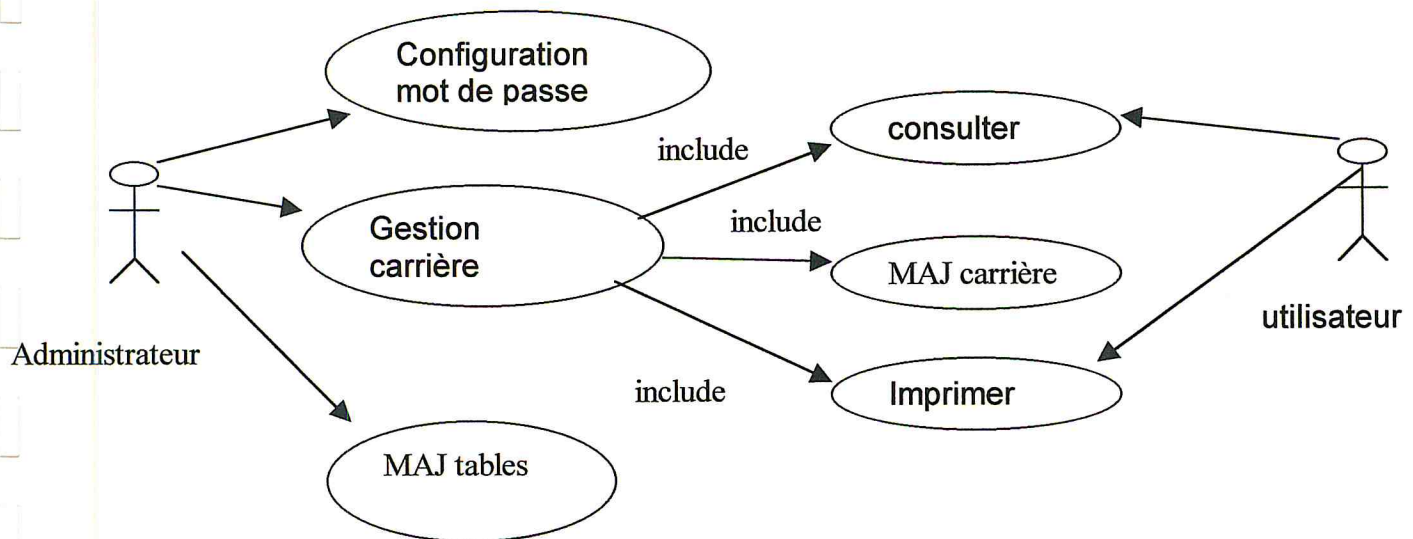 Configuration
mot de passe
consulter
include
include
Gestion
carrière
MAJ carrière
utilisateur
Administrateur
include
Imprimer
MAJ tables